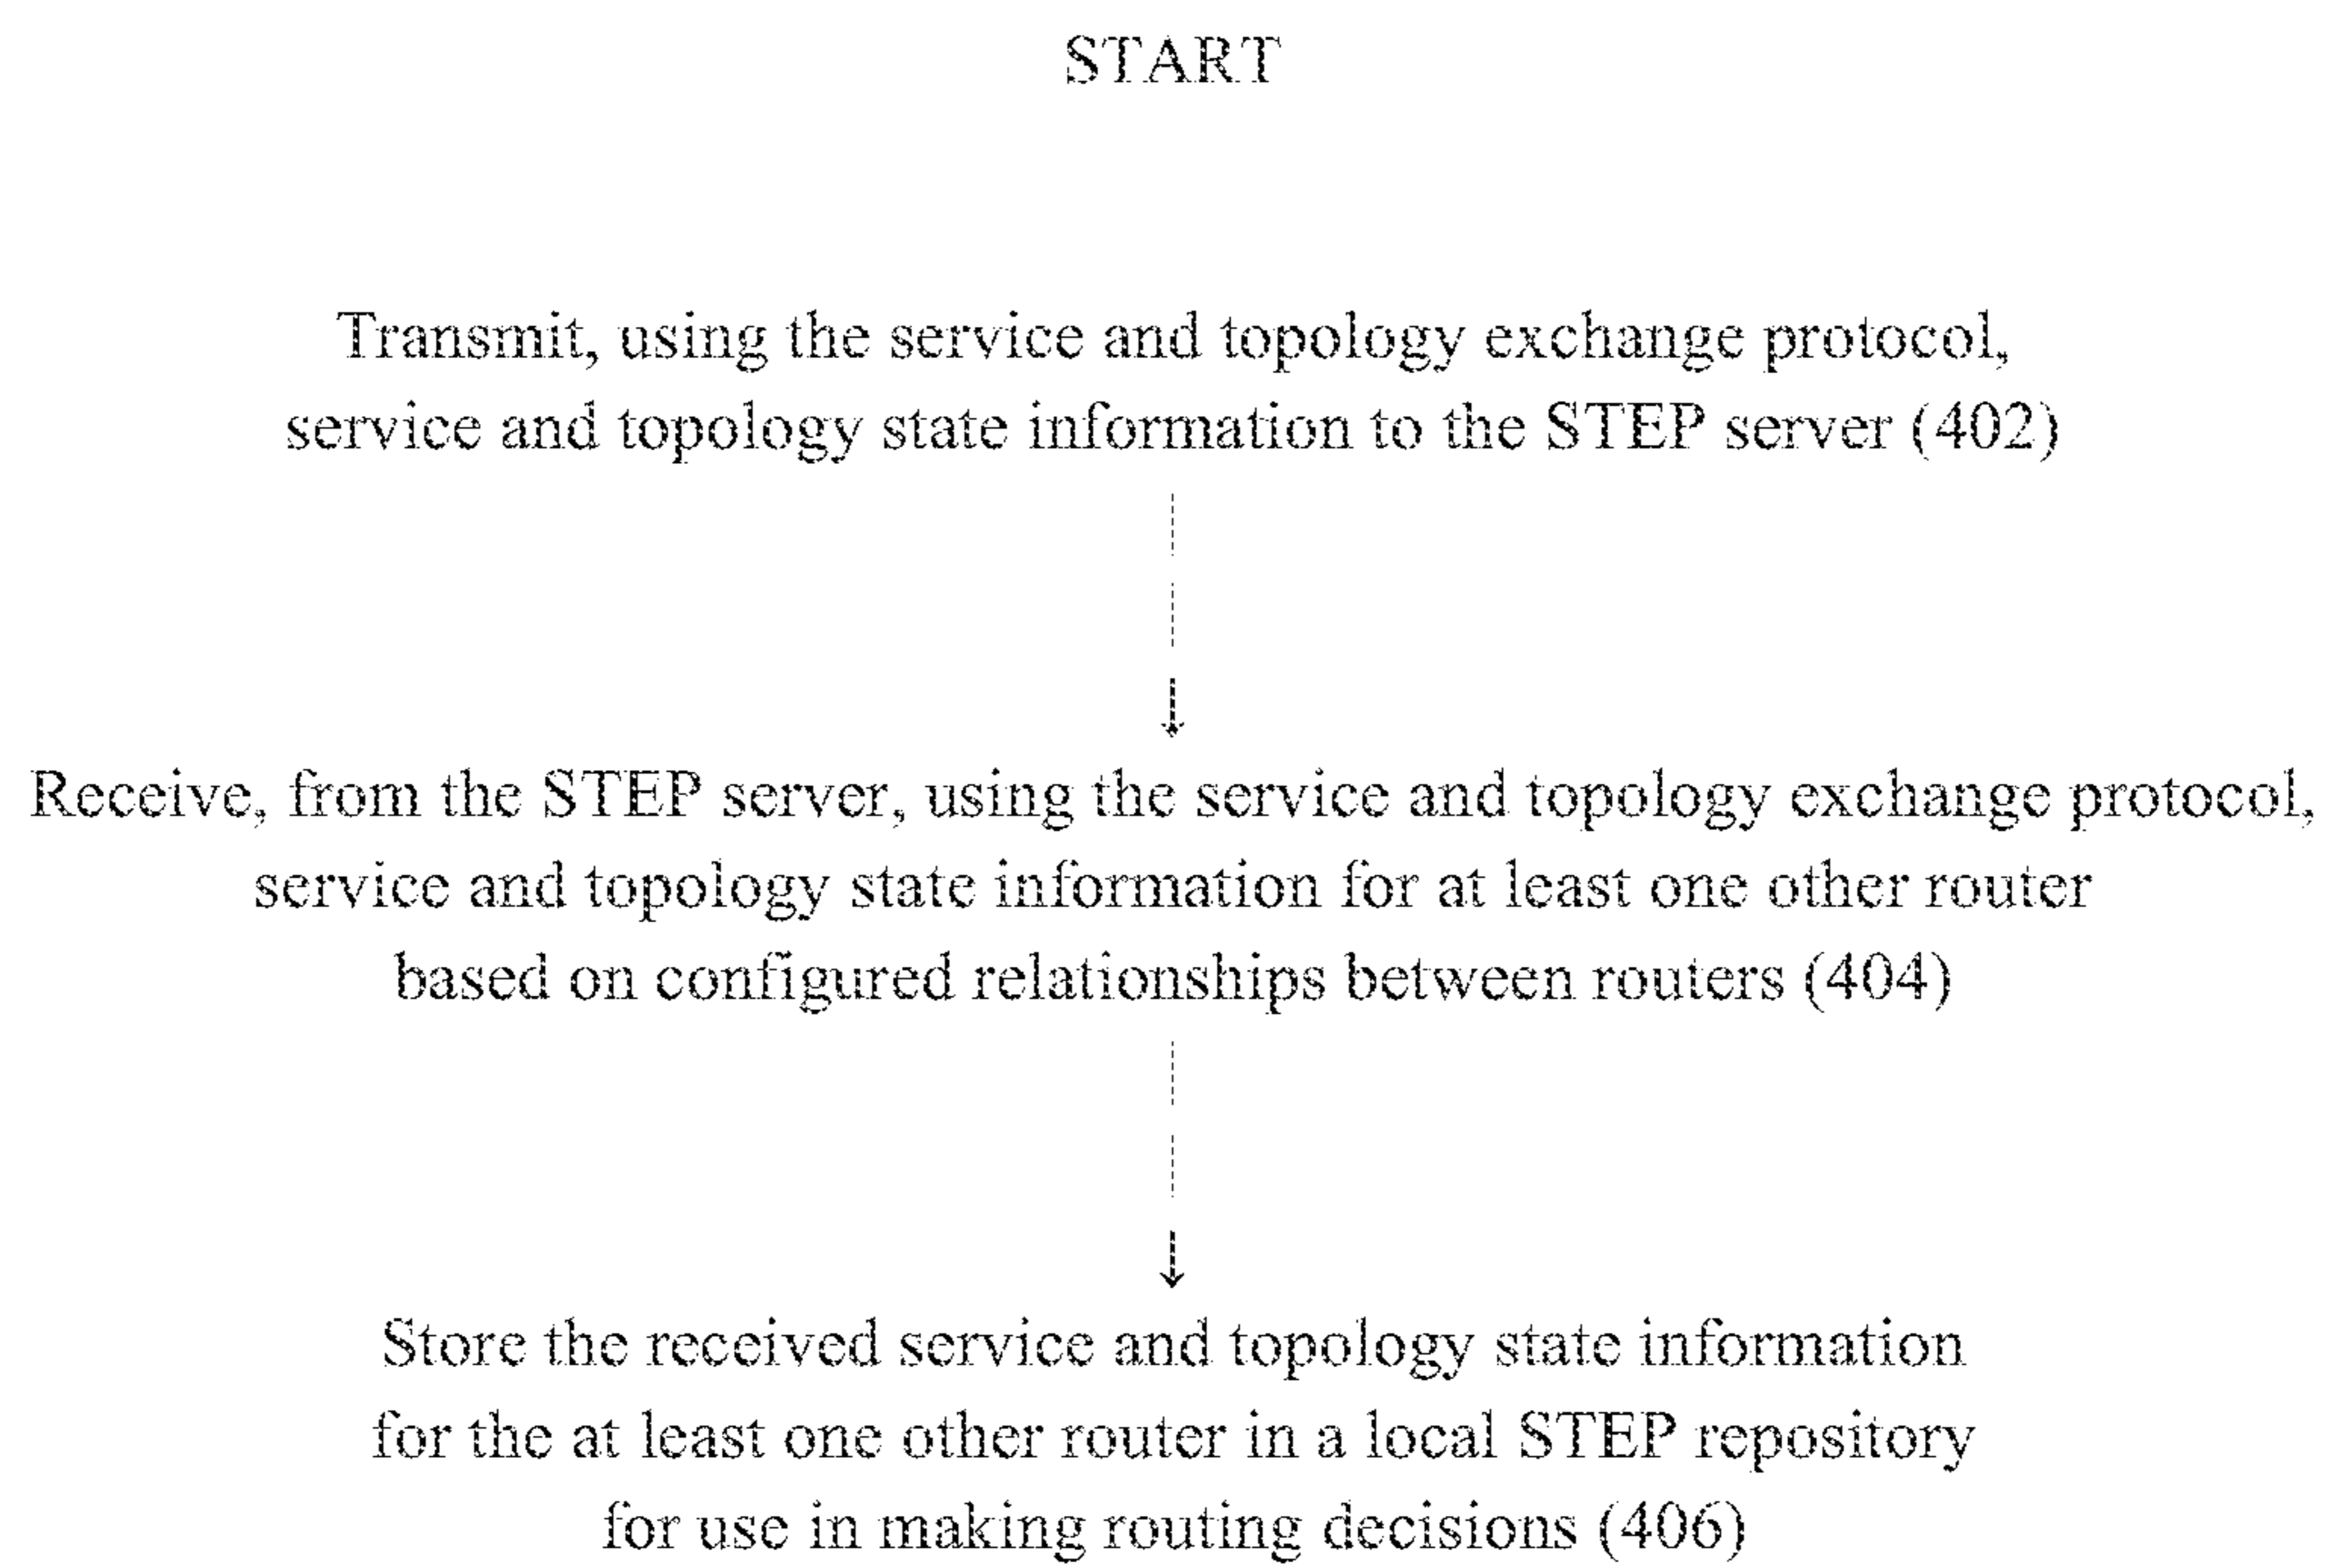 START
Transmit, using the service and topology exchange protocol,
service and topology state information to the STEP server (402)
Receive, from the STEP server, using the service and topology exchange protocol,
service and topology state information for at least one other router
based on configured relationships between routers (404)
Store the received service and topology state information
for the at least one other router in a local STEP repository
for use in making routing decisions (406)